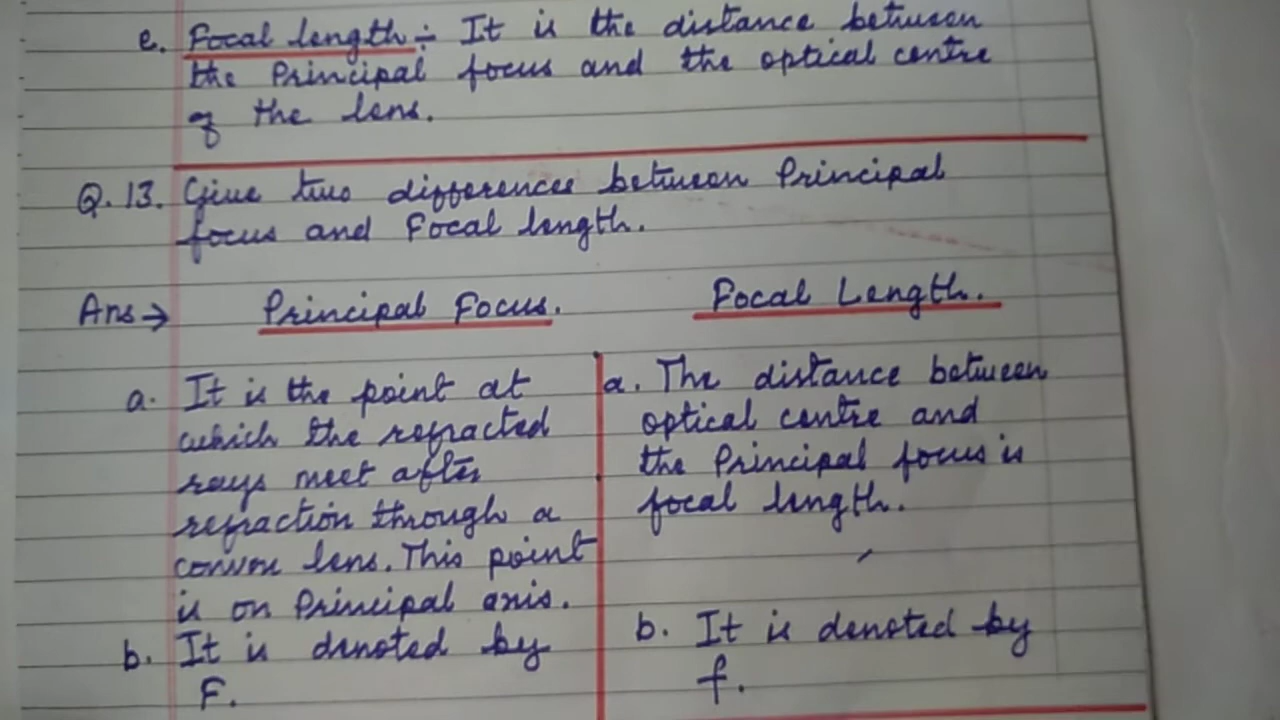 e. Focal length :- It is the distance between
the Principal focus and the optical centre
of the lens.
Q.13. Give two differences between Principal
focus and Focal length.
Ans → Principal Focus. Focal Length.
a. It is the point at
which the refracted
rays meet after
refraction through a
convex lens. This point
is on Principal axis.
b. It is denoted by
F.
a. The distance between
optical centre and
the Principal focus is
focal length.
b. It is denoted by
f.